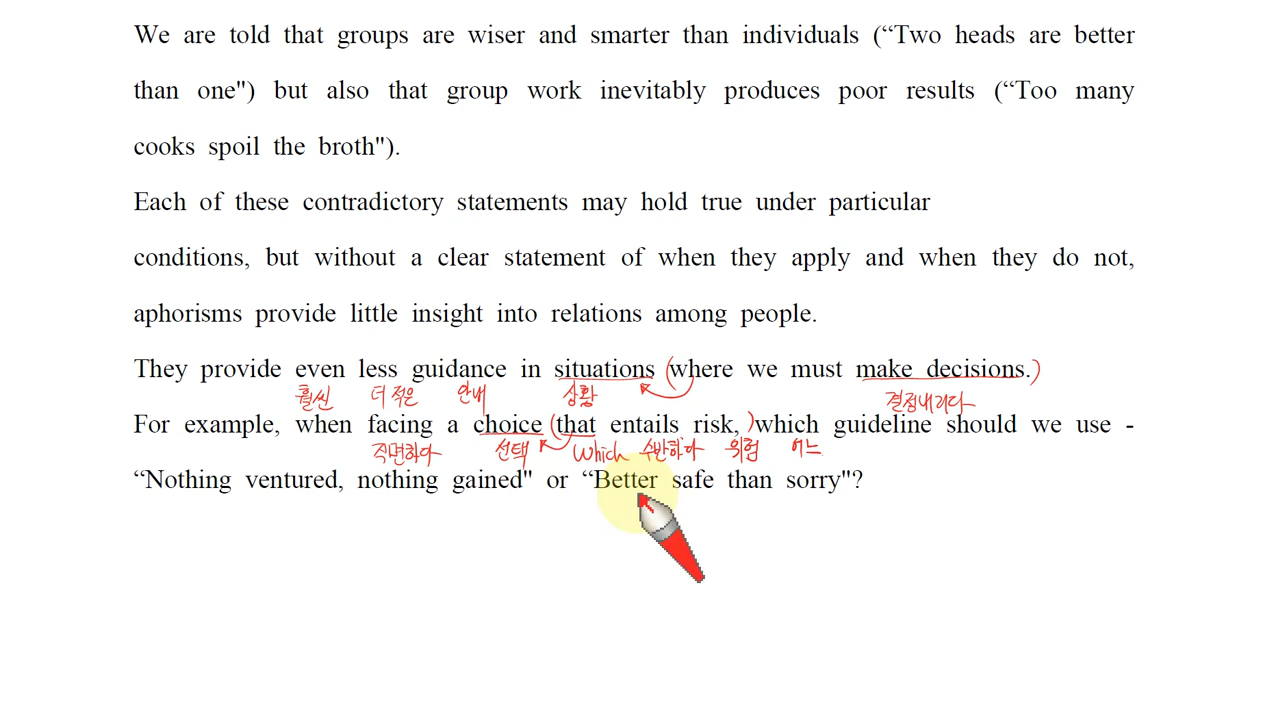 We are told that groups are wiser and smarter than individuals (“Two heads are better
than one") but also that group work inevitably produces poor results (“Too many
cooks spoil the broth").
Each of these contradictory statements may hold true under particular
conditions, but without a clear statement of when they apply and when they do not,
aphorisms provide little insight into relations among people.
They provide even less guidance in situations (where we must make decisions.)
훨씬 더 적은 안내 상황 결정내리다
For example, when facing a choice (that entails risk,) which guideline should we use -
직면하다 선택 which 수반하다 위험 어느
“Nothing ventured, nothing gained" or “Better safe than sorry"?